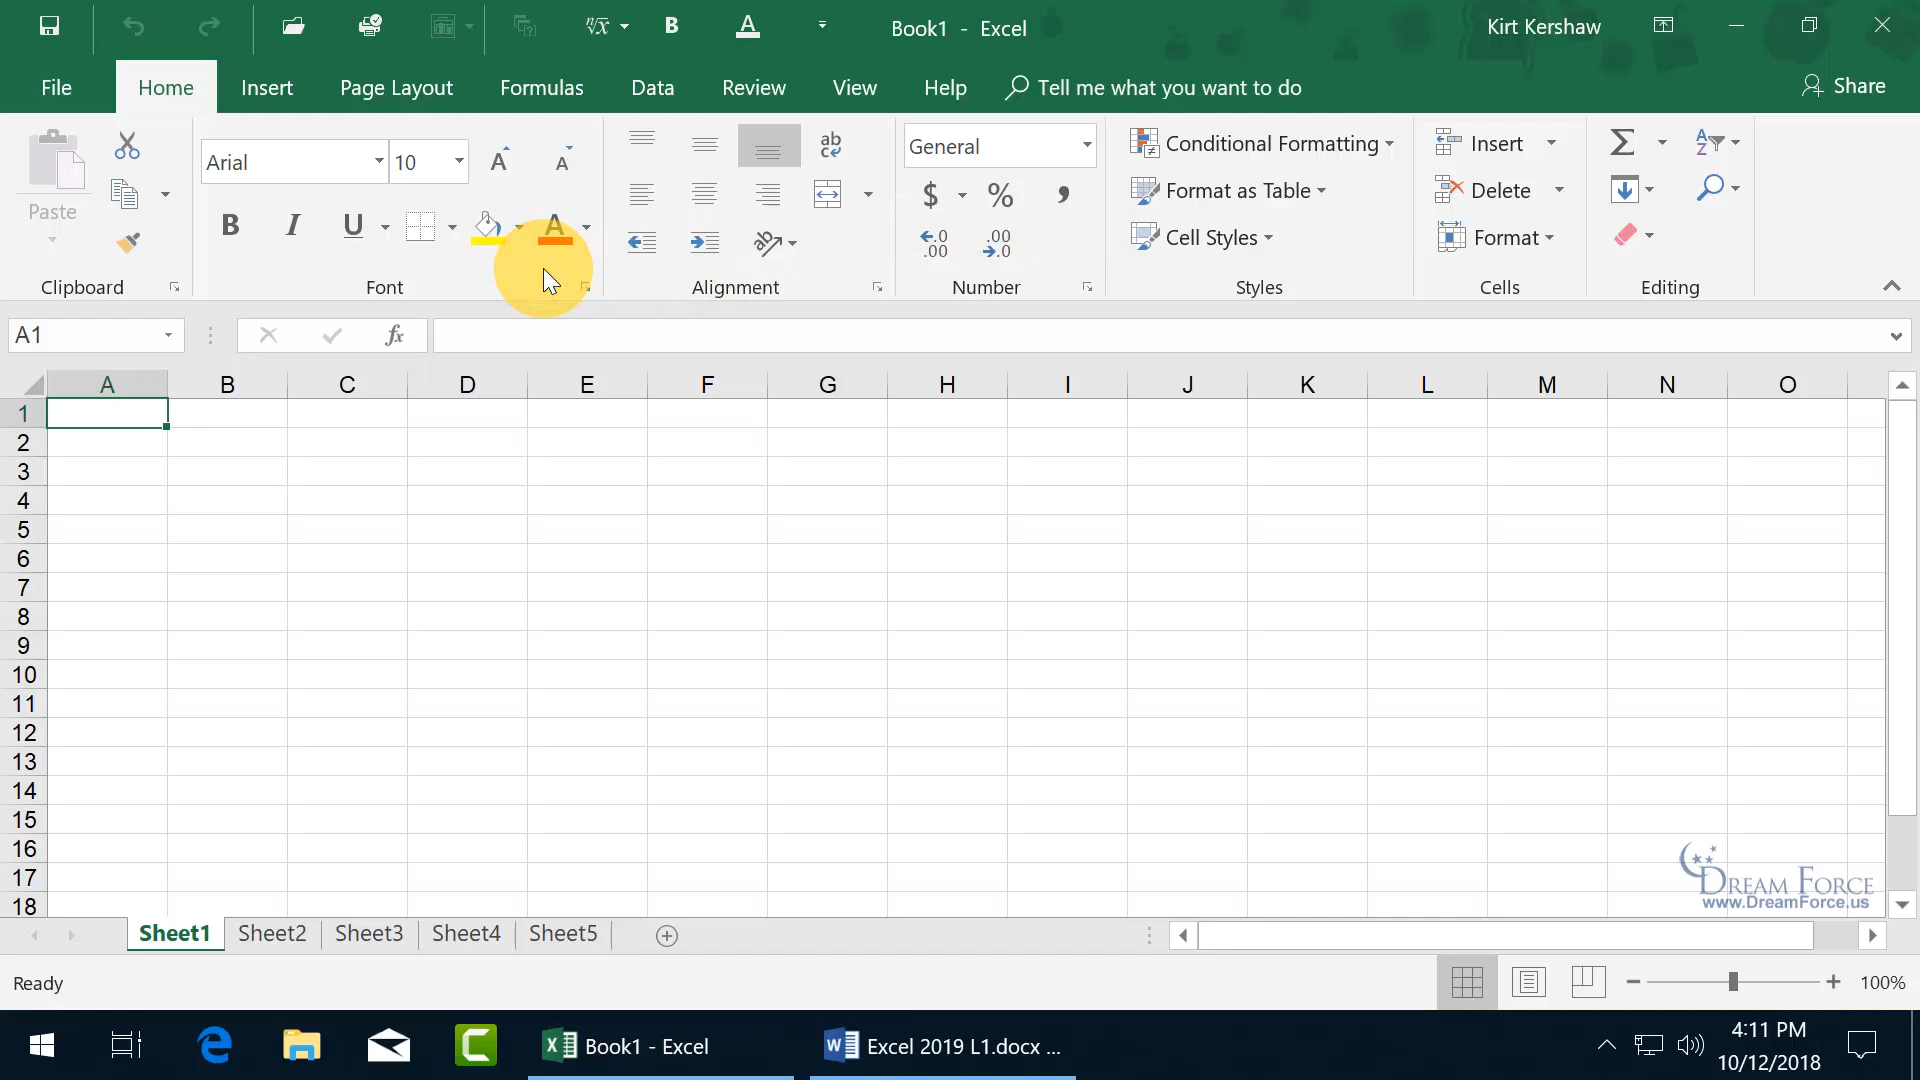 Book1 - Excel
Kirt Kershaw
File Home Insert Page Layout Formulas Data Review View Help Tell me what you want to do Share
Paste
Arial 10
B I U
General
$ % ,
Conditional Formatting
Format as Table
Cell Styles
Insert
Delete
Format
Clipboard Font Alignment Number Styles Cells Editing
A1 fx
A B C D E F G H I J K L M N O
1
2
3
4
5
6
7
8
9
10
11
12
13
14
15
16
17
18
Dream Force
www.DreamForce.us
Sheet1 Sheet2 Sheet3 Sheet4 Sheet5
Ready 100%
Book1 - Excel
Excel 2019 L1.docx ...
4:11 PM
10/12/2018